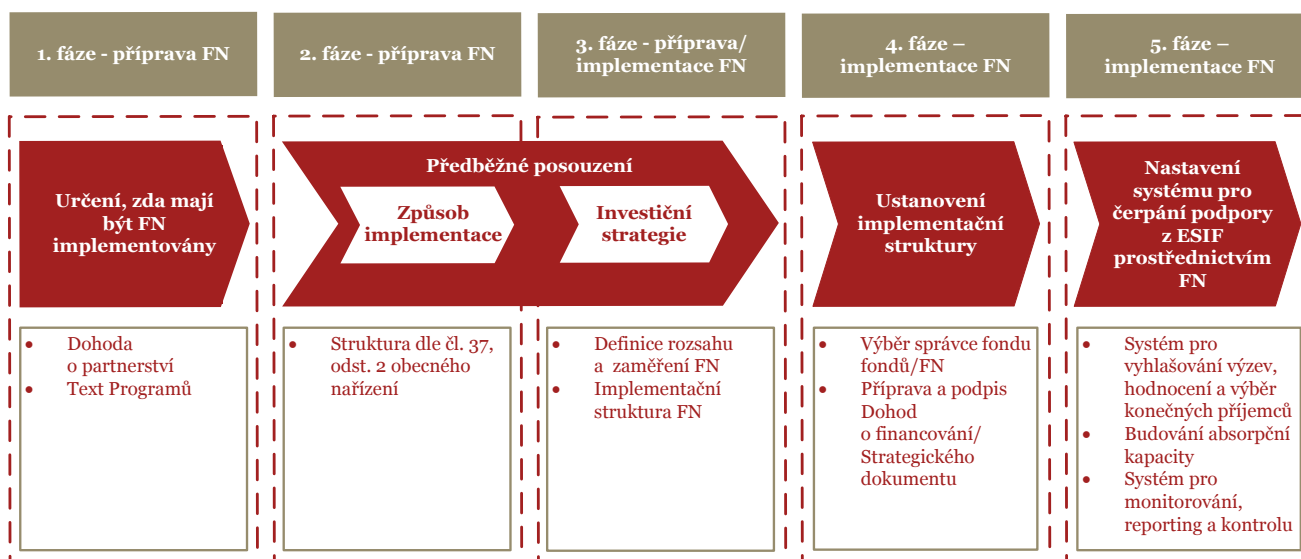 1. fáze - příprava FN
2. fáze - příprava FN
3. fáze - příprava/
implementace FN
4. fáze –
implementace FN
5. fáze –
implementace FN
Určení, zda mají
být FN
implementovány
Předběžné posouzení
Způsob
implementace
Investiční
strategie
Ustanovení
implementační
struktury
Nastavení
systému pro
čerpání podpory
z ESIF
prostřednictvím
FN
• Dohoda
o partnerství
• Text Programů
• Struktura dle čl. 37,
odst. 2 obecného
nařízení
• Definice rozsahu
a zaměření FN
• Implementační
struktura FN
• Výběr správce fondu
fondů/FN
• Příprava a podpis
Dohod
o financování/
Strategického
dokumentu
• Systém pro
vyhlašování výzev,
hodnocení a výběr
konečných příjemců
• Budování absorpční
kapacity
• Systém pro
monitorování,
reporting a kontrolu